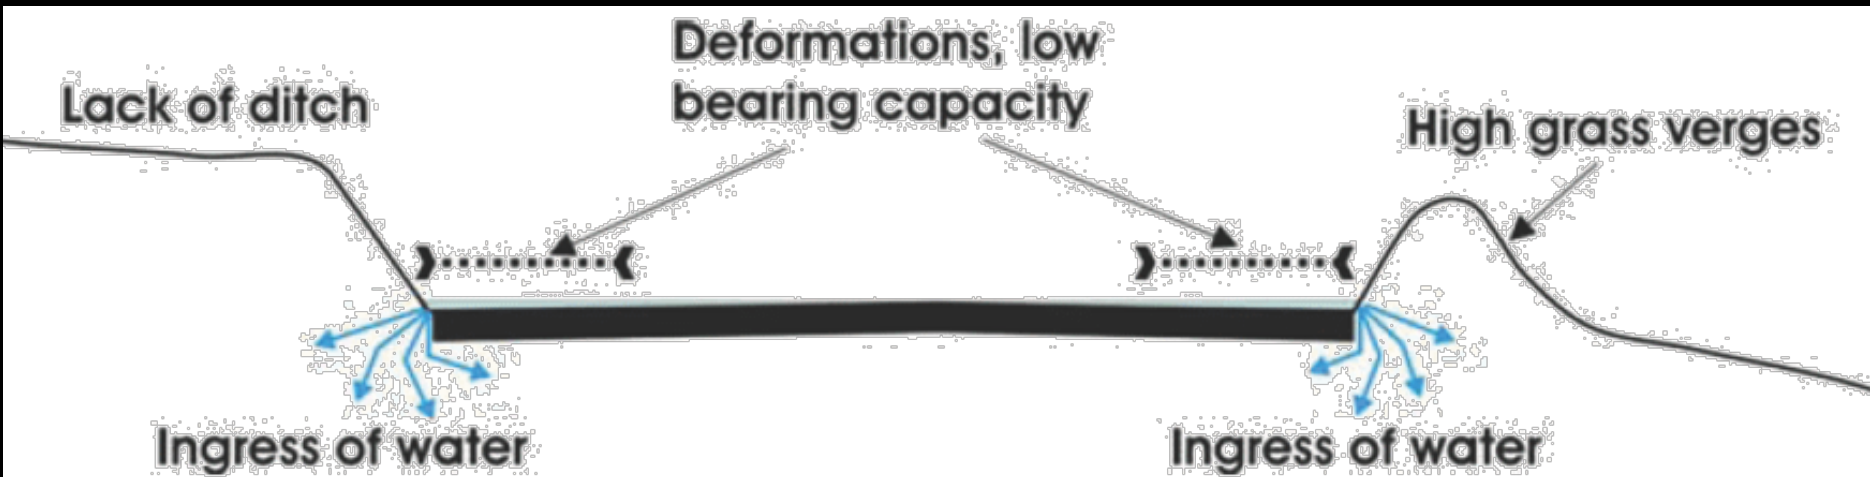 Deformations, low
bearing capacity
Lack of ditch
High grass verges
Ingress of water
Ingress of water